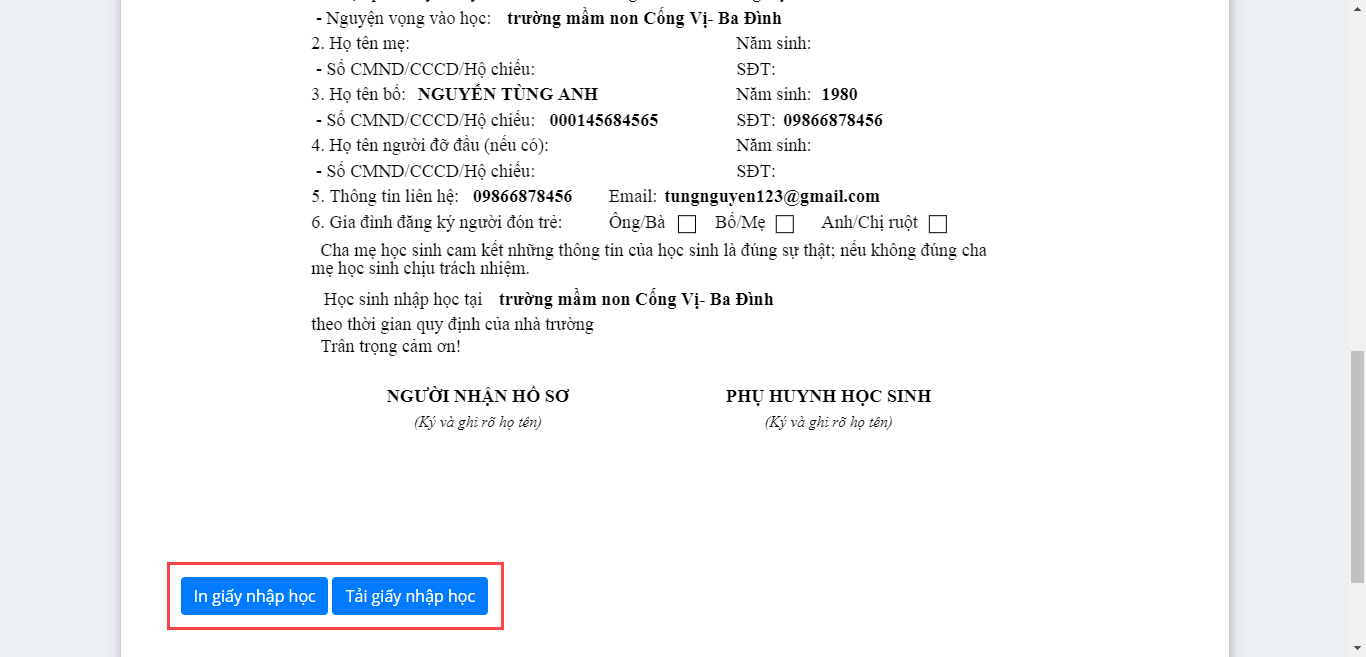 - Nguyện vọng vào học: trường mầm non Cống Vị- Ba Đình
2. Họ tên mẹ: Năm sinh:
- Số CMND/CCCD/Hộ chiếu: SĐT:
3. Họ tên bố: NGUYỄN TÙNG ANH Năm sinh: 1980
- Số CMND/CCCD/Hộ chiếu: 000145684565 SĐT: 09866878456
4. Họ tên người đỡ đầu (nếu có): Năm sinh:
- Số CMND/CCCD/Hộ chiếu: SĐT:
5. Thông tin liên hệ: 09866878456 Email: tungnguyen123@gmail.com
6. Gia đình đăng ký người đón trẻ: Ông/Bà Bố/Mẹ Anh/Chị ruột
Cha mẹ học sinh cam kết những thông tin của học sinh là đúng sự thật; nếu không đúng cha
mẹ học sinh chịu trách nhiệm.
Học sinh nhập học tại trường mầm non Cống Vị- Ba Đình
theo thời gian quy định của nhà trường
Trân trọng cảm ơn!
NGƯỜI NHẬN HỒ SƠ PHỤ HUYNH HỌC SINH
(Ký và ghi rõ họ tên) (Ký và ghi rõ họ tên)
In giấy nhập học Tải giấy nhập học